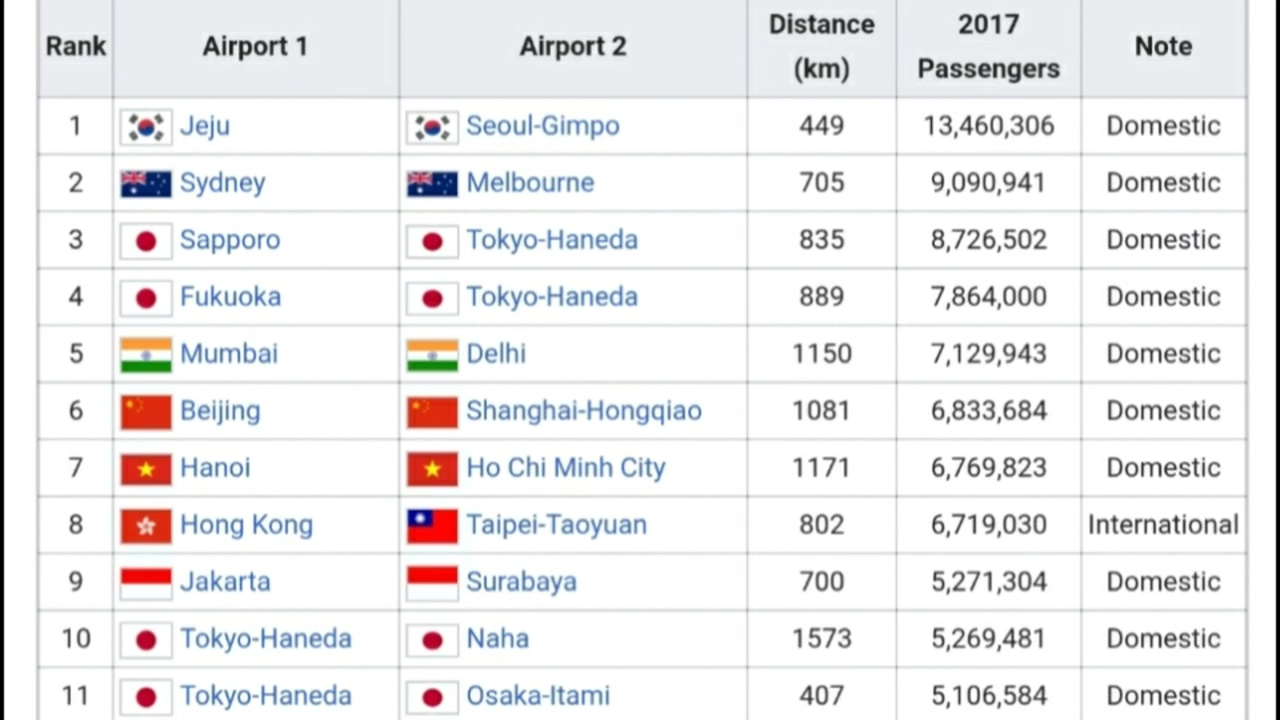 Rank Airport 1 Airport 2 Distance (km) 2017 Passengers Note
1 Jeju Seoul-Gimpo 449 13,460,306 Domestic
2 Sydney Melbourne 705 9,090,941 Domestic
3 Sapporo Tokyo-Haneda 835 8,726,502 Domestic
4 Fukuoka Tokyo-Haneda 889 7,864,000 Domestic
5 Mumbai Delhi 1150 7,129,943 Domestic
6 Beijing Shanghai-Hongqiao 1081 6,833,684 Domestic
7 Hanoi Ho Chi Minh City 1171 6,769,823 Domestic
8 Hong Kong Taipei-Taoyuan 802 6,719,030 International
9 Jakarta Surabaya 700 5,271,304 Domestic
10 Tokyo-Haneda Naha 1573 5,269,481 Domestic
11 Tokyo-Haneda Osaka-Itami 407 5,106,584 Domestic